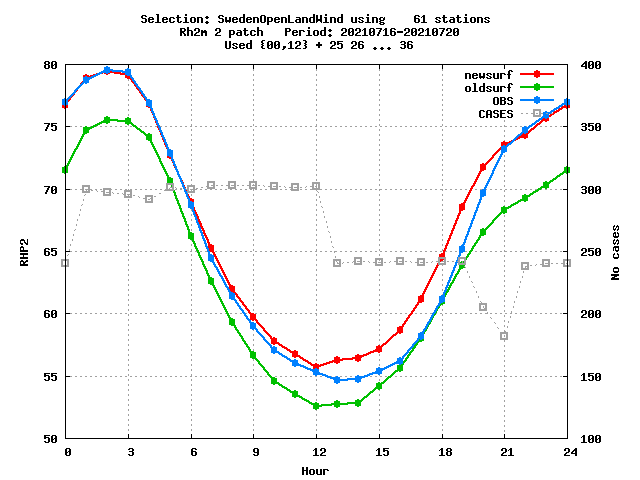 Selection: SwedenOpenLandWind using    61 stations
Rh2m 2 patch   Period: 20210716-20210720
Used {00,12} + 25 26 ... 36
80
75
70
65
60
55
50
RHP2
400
350
300
250
200
150
100
No cases
newsurf
oldsurf
OBS
CASES
0 3 6 9 12 15 18 21 24
Hour